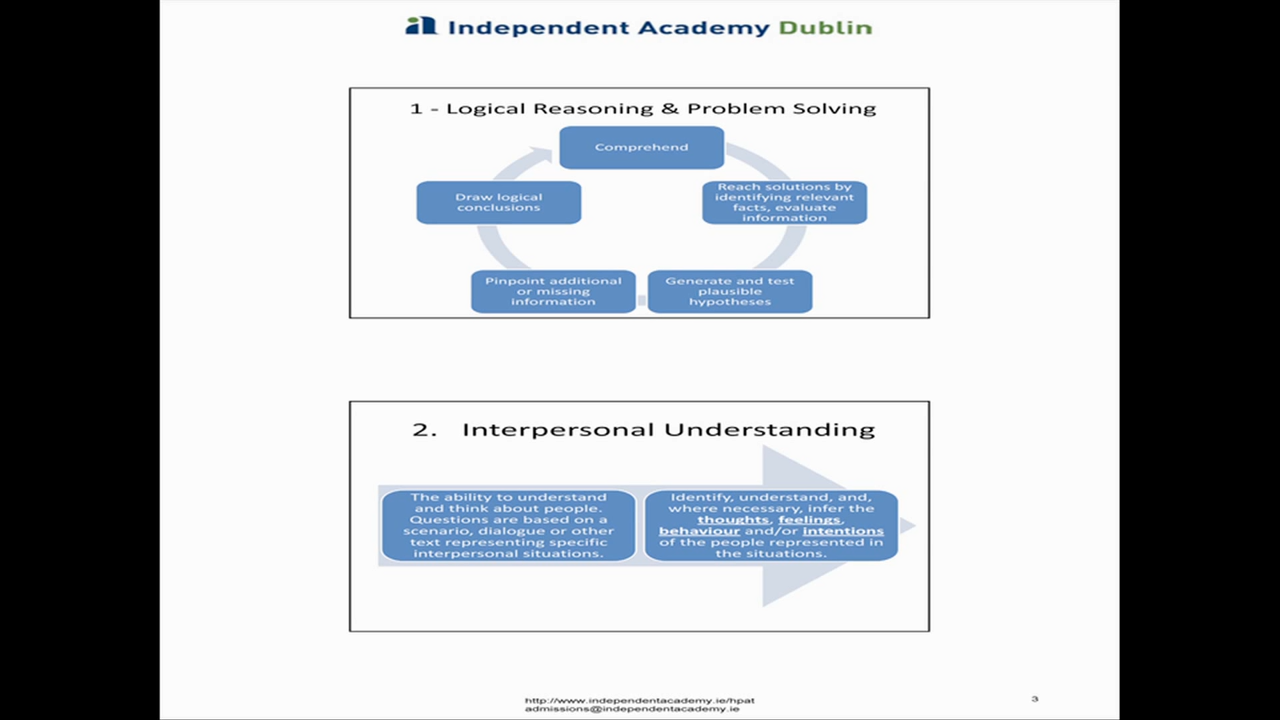 Independent Academy Dublin
1 - Logical Reasoning & Problem Solving
Comprehend
Reach solutions by
identifying relevant
facts, evaluate
information
Generate and test
plausible
hypotheses
Pinpoint additional
or missing
information
Draw logical
conclusions
2. Interpersonal Understanding
The ability to understand
and think about people.
Questions are based on a
scenario, dialogue or other
text representing specific
interpersonal situations.
Identify, understand, and,
where necessary, infer the
thoughts, feelings,
behaviour and/or intentions
of the people represented in
the situations.
http://www.independentacademy.ie/hpat
admissions@independentacademy.ie
3